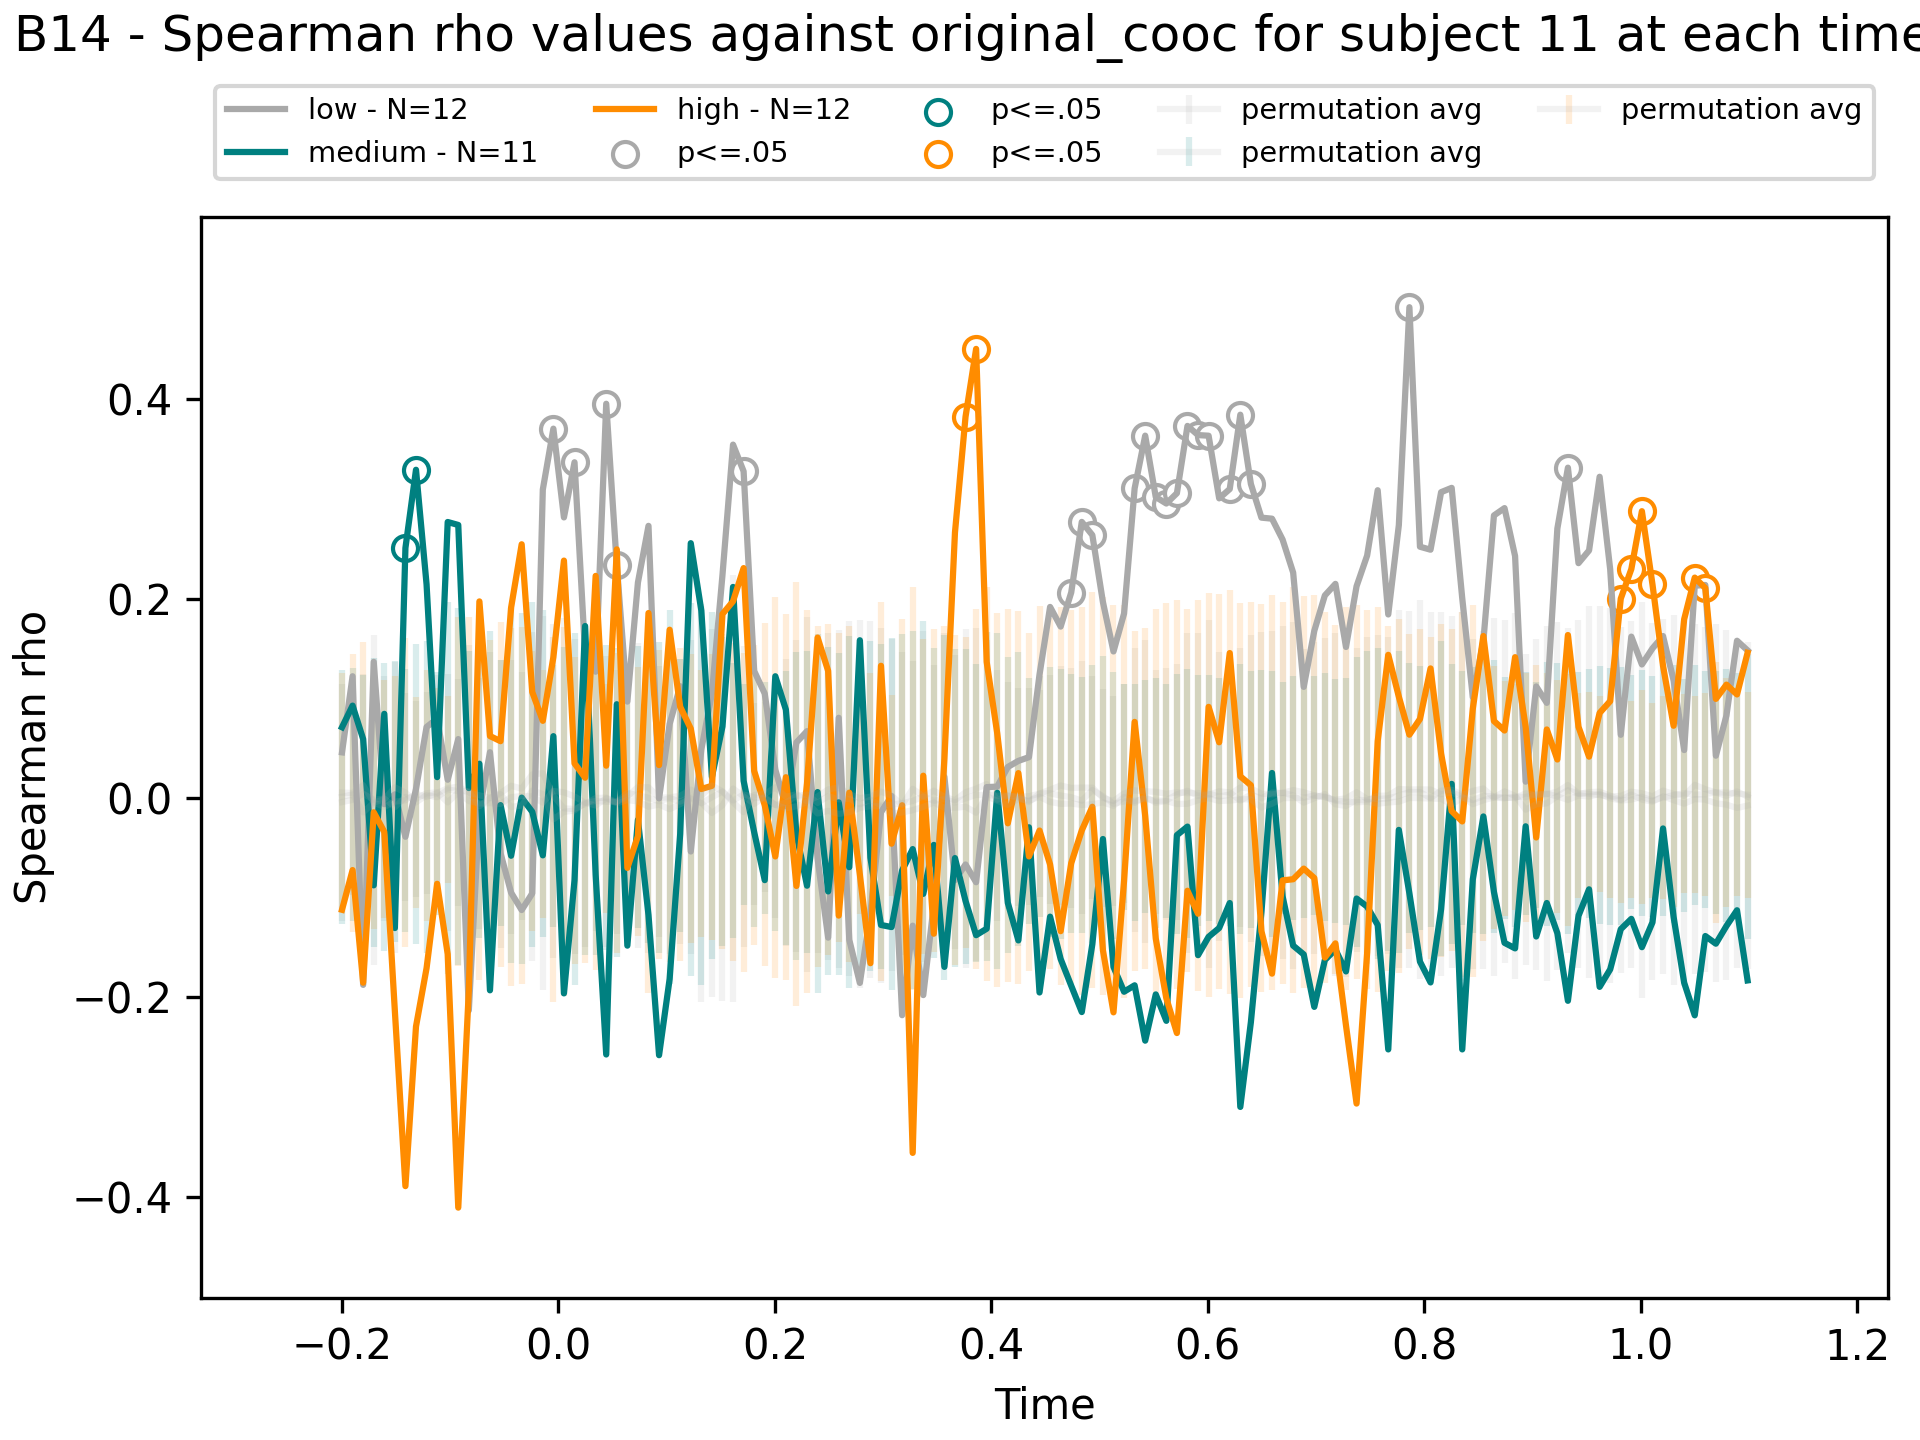 B14 - Spearman rho values against original_cooc for subject 11 at each time
low - N=12
medium - N=11
high - N=12
p<=.05
p<=.05
p<=.05
permutation avg
permutation avg
permutation avg
Spearman rho
0.4
0.2
0.0
−0.2
−0.4
−0.2
0.0
0.2
0.4
0.6
0.8
1.0
1.2
Time